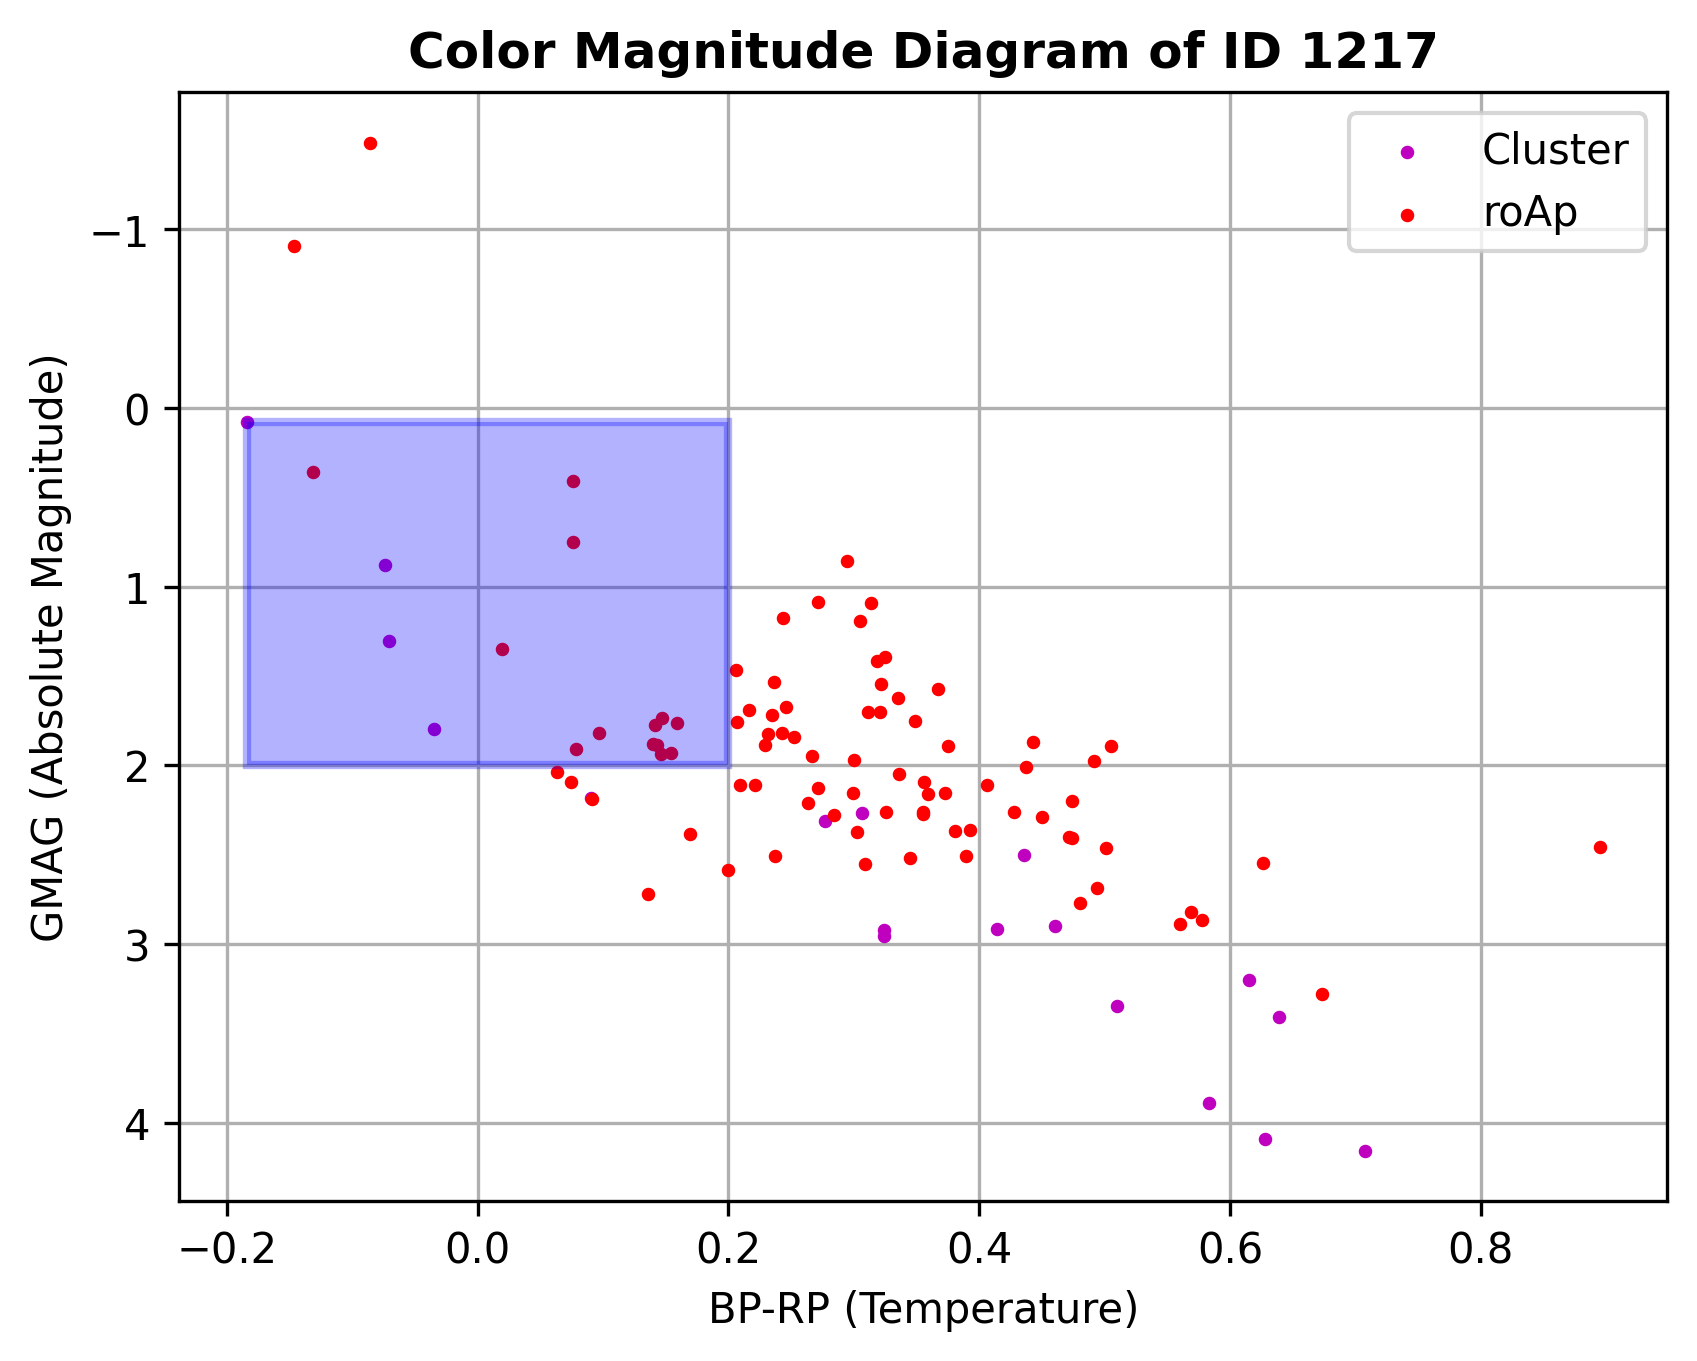 Color Magnitude Diagram of ID 1217
Cluster
roAp
GMAG (Absolute Magnitude)
−1
0
1
2
3
4
−0.2 0.0 0.2 0.4 0.6 0.8
BP-RP (Temperature)